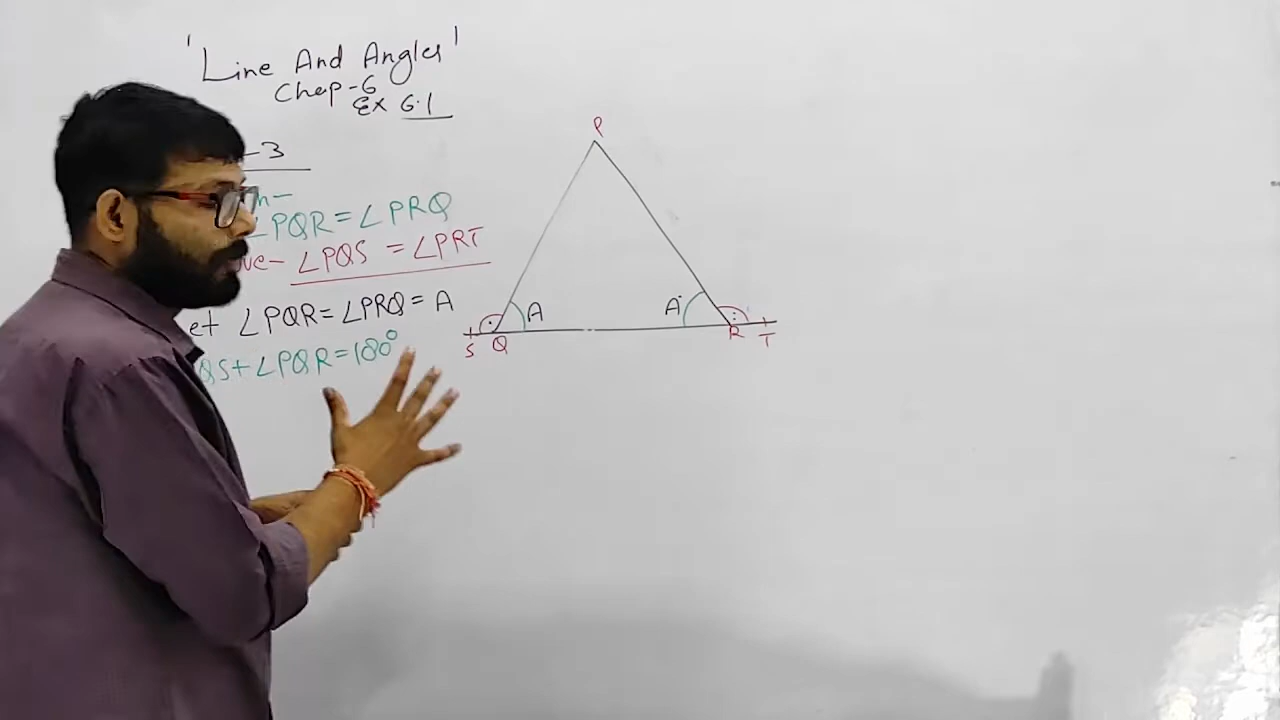 'Line And Angles'
Chap-6
Ex 6.1
-3
∠PQR = ∠PRQ
∠PQS = ∠PRT
et ∠PQR = ∠PRQ = A
QS + ∠PQR = 180°
P
A A
S Q R T